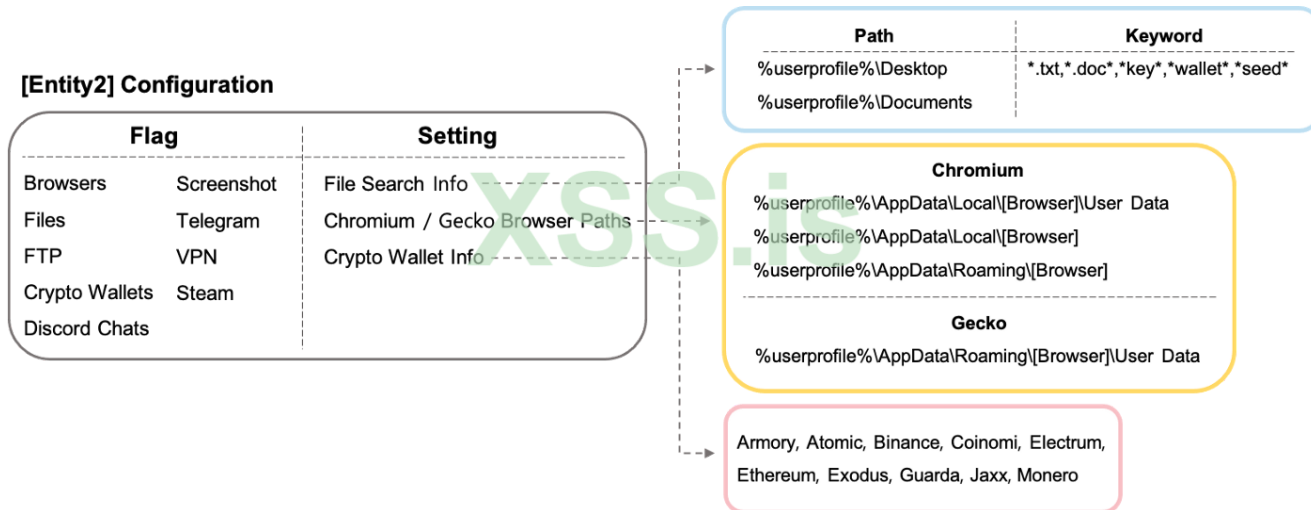 [Entity2] Configuration
Flag
Setting
Browsers
Screenshot
File Search Info
Files
Telegram
Chromium / Gecko Browser Paths
FTP
VPN
Crypto Wallet Info
Crypto Wallets
Steam
Discord Chats
Path
Keyword
%userprofile%\Desktop
*.txt,*.doc*,*key*,*wallet*,*seed*
%userprofile%\Documents
Chromium
%userprofile%\AppData\Local\[Browser]\User Data
%userprofile%\AppData\Local\[Browser]
%userprofile%\AppData\Roaming\[Browser]
Gecko
%userprofile%\AppData\Roaming\[Browser]\User Data
Armory, Atomic, Binance, Coinomi, Electrum,
Ethereum, Exodus, Guarda, Jaxx, Monero
XSS.is